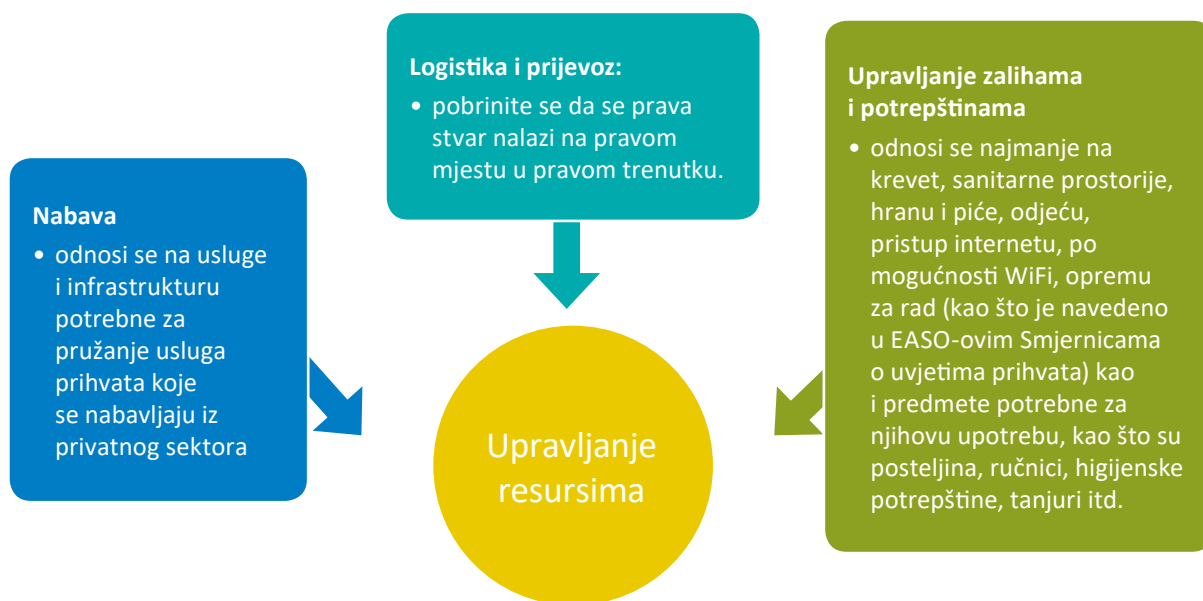 Nabava
• odnosi se na usluge
i infrastrukturu
potrebne za
pružanje usluga
prihvata koje
se nabavljaju iz
privatnog sektora
Logistika i prijevoz:
• pobrinite se da se prava
stvar nalazi na pravom
mjestu u pravom trenutku.
Upravljanje zalihama
i potrepštinama
• odnosi se najmanje na
krevet, sanitarne prostorije,
hranu i piće, odjeću,
pristup internetu, po
mogućnosti WiFi, opremu
za rad (kao što je navedeno
u EASO-ovim Smjernicama
o uvjetima prihvata) kao
i predmete potrebne za
njihovu upotrebu, kao što su
posteljina, ručnici, higijenske
potrepštine, tanjuri itd.
Upravljanje
resursima